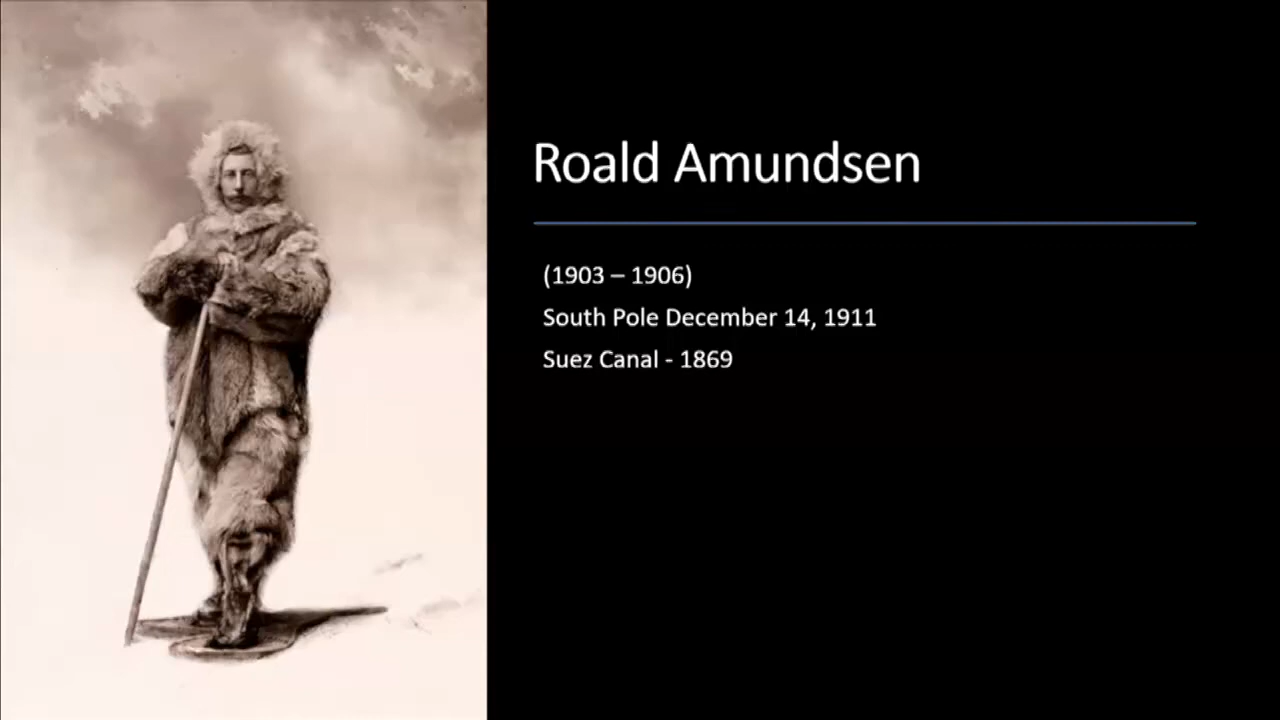 Roald Amundsen
(1903 – 1906)
South Pole December 14, 1911
Suez Canal - 1869